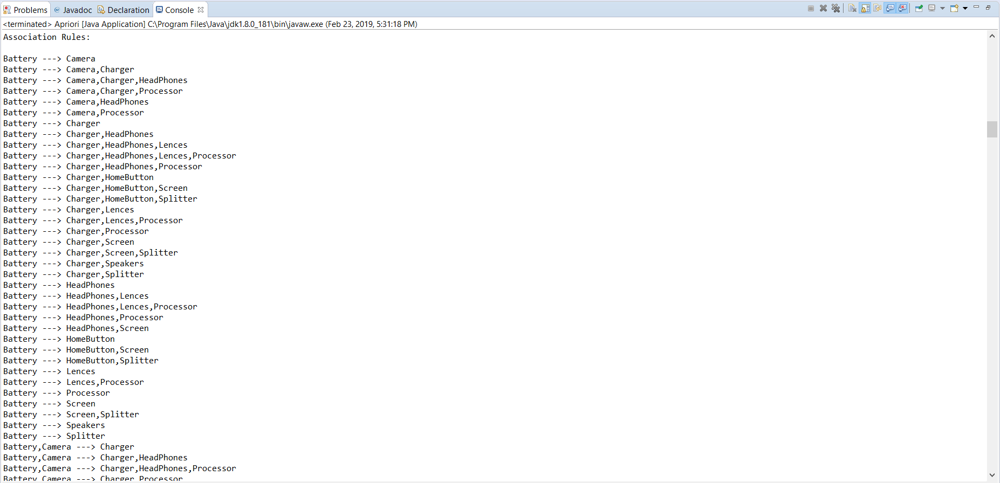 Problems @ Javadoc Declaration Console
<terminated> Apriori [Java Application] C:\Program Files\Java\jdk1.8.0_181\bin\javaw.exe (Feb 23, 2019, 5:31:18 PM)
Association Rules:
Battery ---> Camera
Battery ---> Camera,Charger
Battery ---> Camera,Charger,HeadPhones
Battery ---> Camera,Charger,Processor
Battery ---> Camera,HeadPhones
Battery ---> Camera,Processor
Battery ---> Charger
Battery ---> Charger,HeadPhones
Battery ---> Charger,HeadPhones,Lences
Battery ---> Charger,HeadPhones,Lences,Processor
Battery ---> Charger,HeadPhones,Processor
Battery ---> Charger,HomeButton
Battery ---> Charger,HomeButton,Screen
Battery ---> Charger,HomeButton,Splitter
Battery ---> Charger,Lences
Battery ---> Charger,Lences,Processor
Battery ---> Charger,Processor
Battery ---> Charger,Screen
Battery ---> Charger,Screen,Splitter
Battery ---> Charger,Speakers
Battery ---> Charger,Splitter
Battery ---> HeadPhones
Battery ---> HeadPhones,Lences
Battery ---> HeadPhones,Lences,Processor
Battery ---> HeadPhones,Processor
Battery ---> HeadPhones,Screen
Battery ---> HomeButton
Battery ---> HomeButton,Screen
Battery ---> HomeButton,Splitter
Battery ---> Lences
Battery ---> Lences,Processor
Battery ---> Processor
Battery ---> Screen
Battery ---> Screen,Splitter
Battery ---> Speakers
Battery ---> Splitter
Battery,Camera ---> Charger
Battery,Camera ---> Charger,HeadPhones
Battery,Camera ---> Charger,HeadPhones,Processor
Battery,Camera ---> Charger,Processor